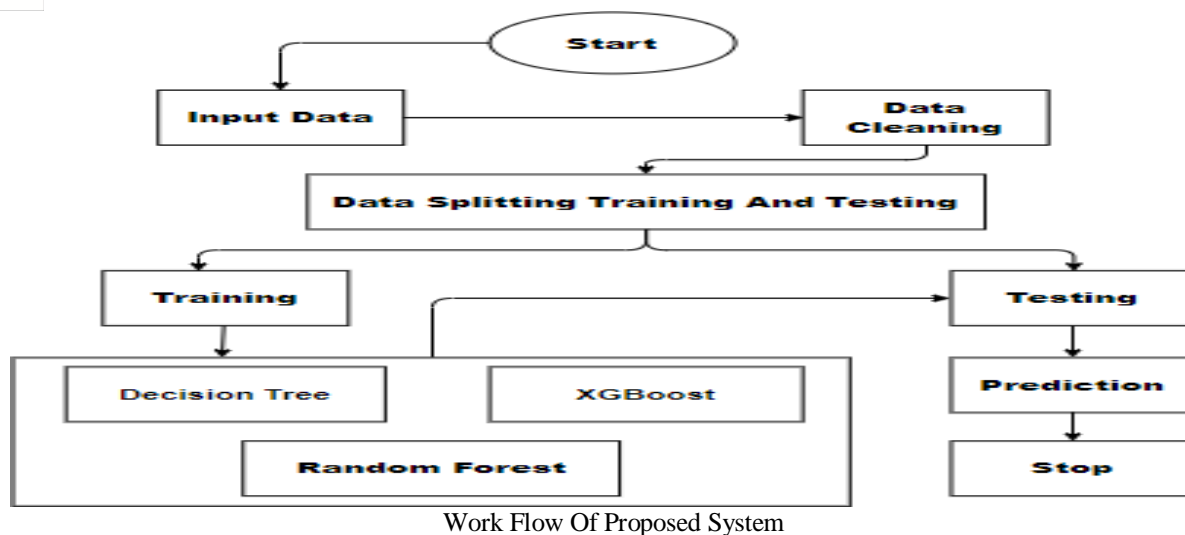 Start
Input Data
Data
Cleaning
Data Splitting Training And Testing
Training
Testing
Decision Tree
XGBoost
Prediction
Random Forest
Stop
Work Flow Of Proposed System